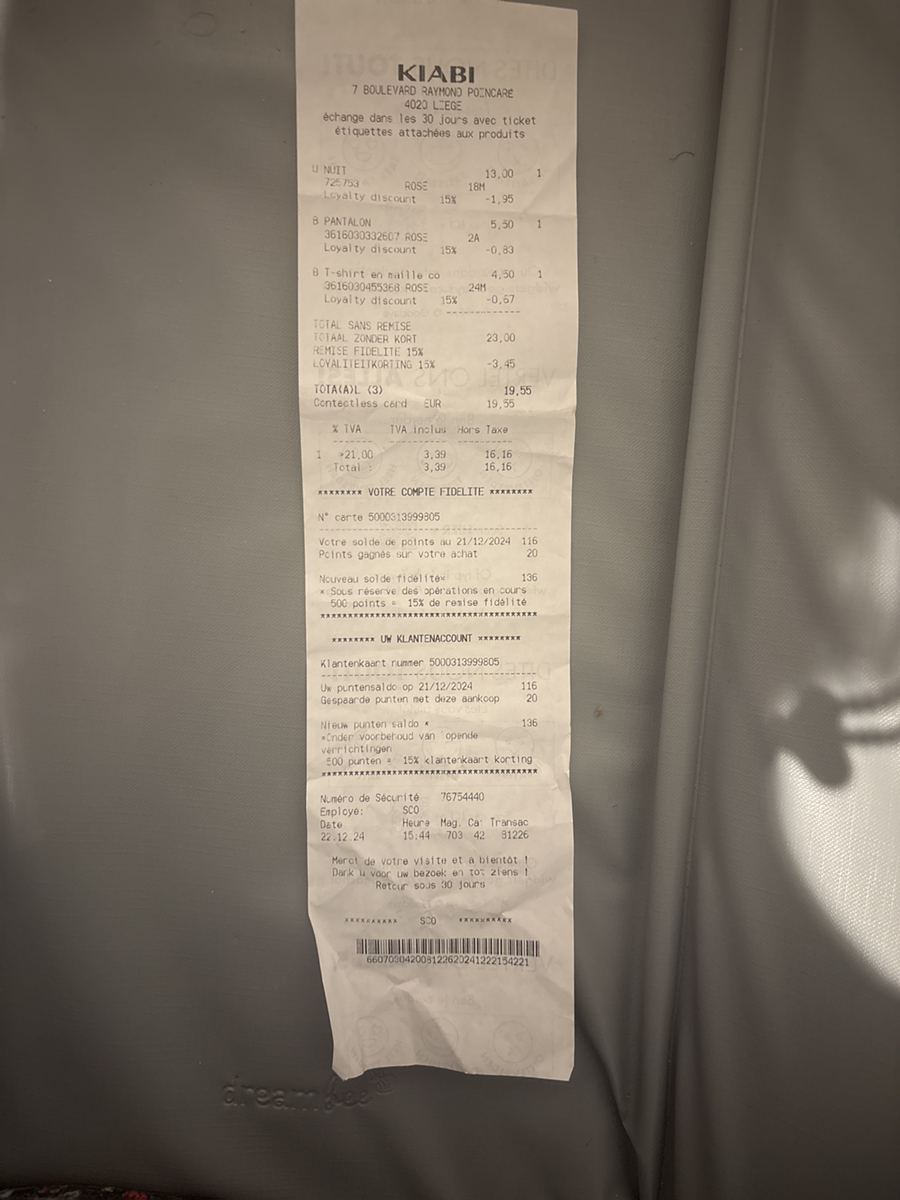 KIABI
7 BOULEVARD RAYMOND POINCARE
4020 LIEGE
échange dans les 30 jours avec ticket
étiquettes attachées aux produits
U NUIT 13,00 1
725753 ROSE 18M
Loyalty discount 15% -1,95
B PANTALON 5,50 1
3616030332607 ROSE 2A
Loyalty discount 15% -0,83
B T-shirt en maille co 4,50 1
3616030455368 ROSE 24M
Loyalty discount 15% -0,67
------------
TOTAL SANS REMISE
TOTAAL ZONDER KORT 23,00
REMISE FIDELITE 15%
LOYALITEITKORTING 15% -3,45
TOTA(A)L (3) 19,55
Contactless card EUR 19,55
% TVA TVA inclus Hors Taxe
------- --------- ---------
1 >21,00 3,39 16,16
Total : 3,39 16,16
******** VOTRE COMPTE FIDELITE ********
N° carte 5000313999805
Votre solde de points au 21/12/2024 116
Points gagnés sur votre achat 20
Nouveau solde fidélité* 136
* Sous réserve des opérations en cours
500 points = 15% de remise fidélité
****************************************
******** UW KLANTENACCOUNT ********
Klantenkaart nummer 5000313999805
Uw puntensaldo op 21/12/2024 116
Gespaarde punten met deze aankoop 20
Nieuw punten saldo * 136
*Onder voorbehoud van opende
verrichtingen
500 punten = 15% klantenkaart korting
****************************************
Numéro de Sécurité 76754440
Employé: SCO
Date Heure Mag. Ca: Transac
22.12.24 15:44 703 42 81226
Merci de votre visite et à bientôt !
Dank u voor uw bezoek en tot ziens !
Retour sous 30 jours
********** SCO **********
660703042008122620241222154221
dreambee